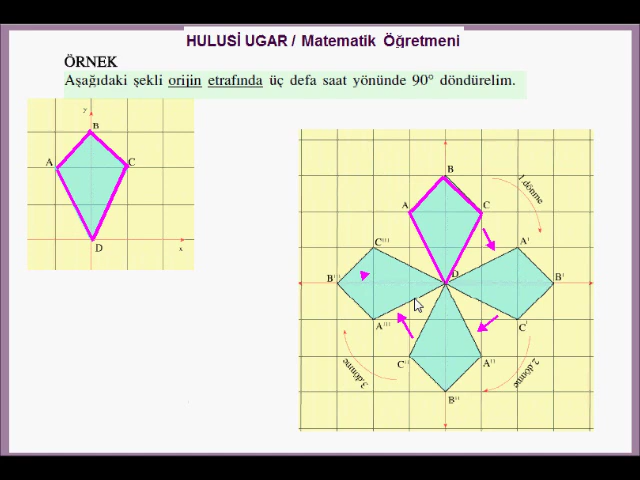 HULUSİ UGAR / Matematik Öğretmeni
ÖRNEK
Aşağıdaki şekli orijin etrafında üç defa saat yönünde 90° döndürelim.
y
B
A
C
D
x
B
1.dönme
A
C
C'''
A'
D
B'''
B'
A'''
C'
C''
A''
3.dönme
2.dönme
B''